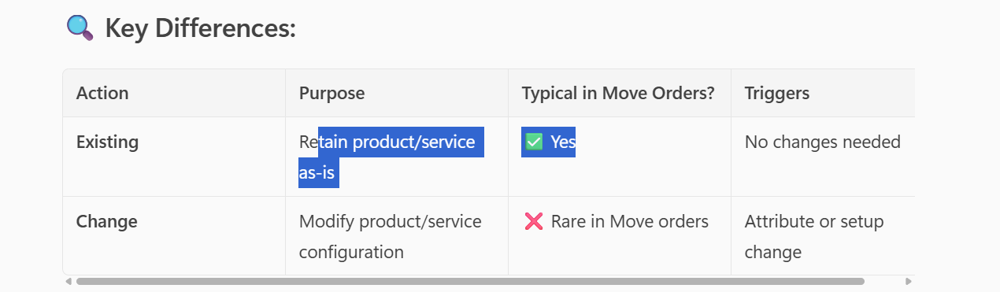 🔍 Key Differences:
Action Purpose Typical in Move Orders? Triggers
Existing Retain product/service ✅ Yes No changes needed
as-is
Change Modify product/service ❌ Rare in Move orders Attribute or setup
configuration change